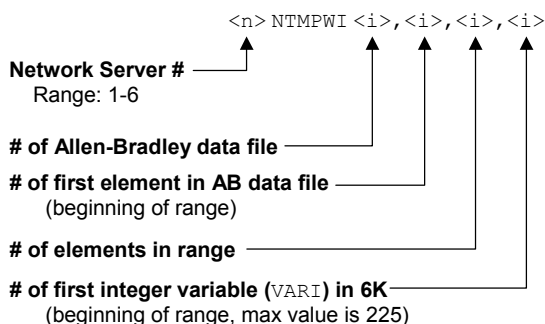 <n> NTMPWI <i>,<i>,<i>,<i>
Network Server #
Range: 1-6
# of Allen-Bradley data file
# of first element in AB data file
(beginning of range)
# of elements in range
# of first integer variable (VARI) in 6K
(beginning of range, max value is 225)